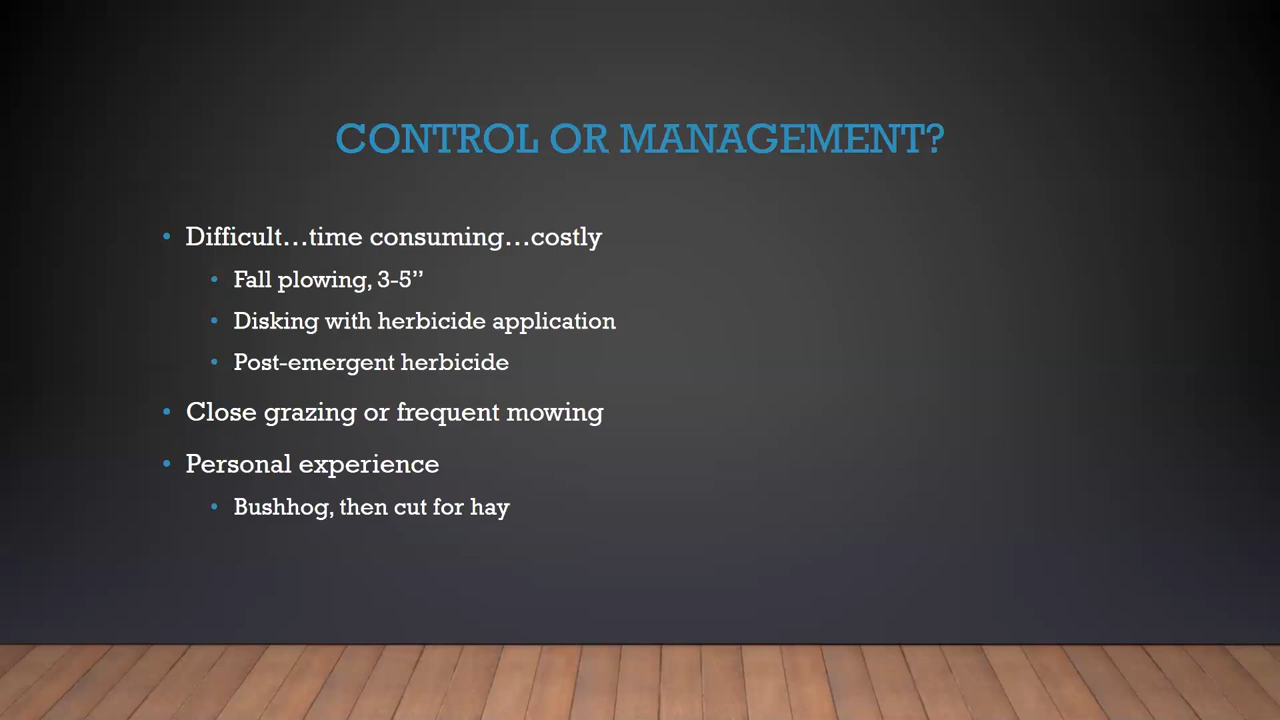 CONTROL OR MANAGEMENT?
• Difficult…time consuming…costly
• Fall plowing, 3-5”
• Disking with herbicide application
• Post-emergent herbicide
• Close grazing or frequent mowing
• Personal experience
• Bushhog, then cut for hay